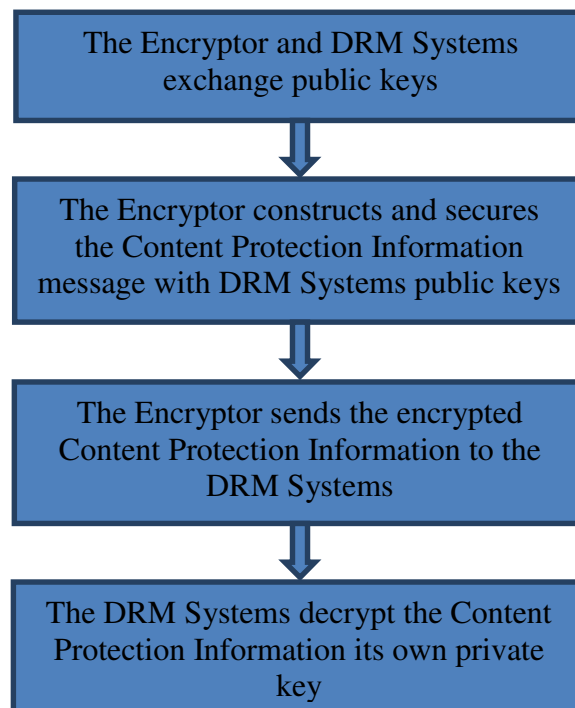 The Encryptor and DRM Systems
exchange public keys
The Encryptor constructs and secures
the Content Protection Information
message with DRM Systems public keys
The Encryptor sends the encrypted
Content Protection Information to the
DRM Systems
The DRM Systems decrypt the Content
Protection Information its own private
key